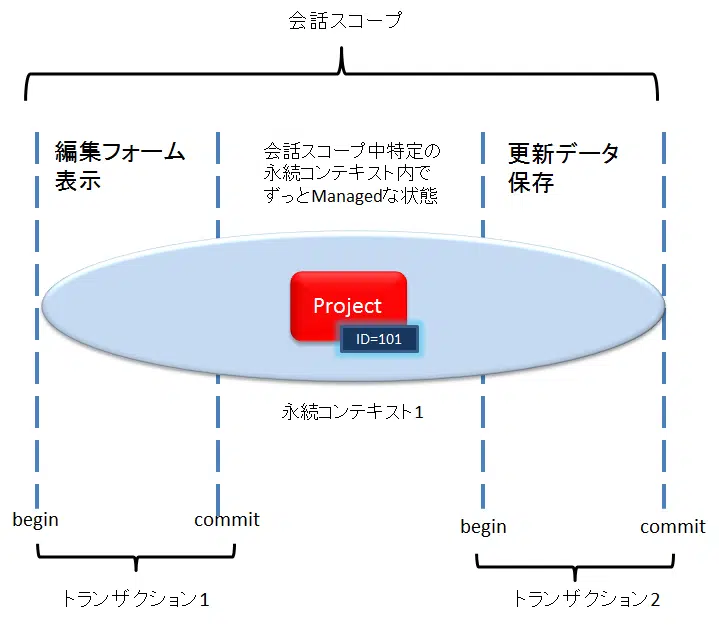 会話スコープ
編集フォーム
表示
会話スコープ中特定の
永続コンテキスト内で
ずっとManagedな状態
更新データ
保存
Project
ID=101
永続コンテキスト1
begin
commit
begin
commit
トランザクション1
トランザクション2